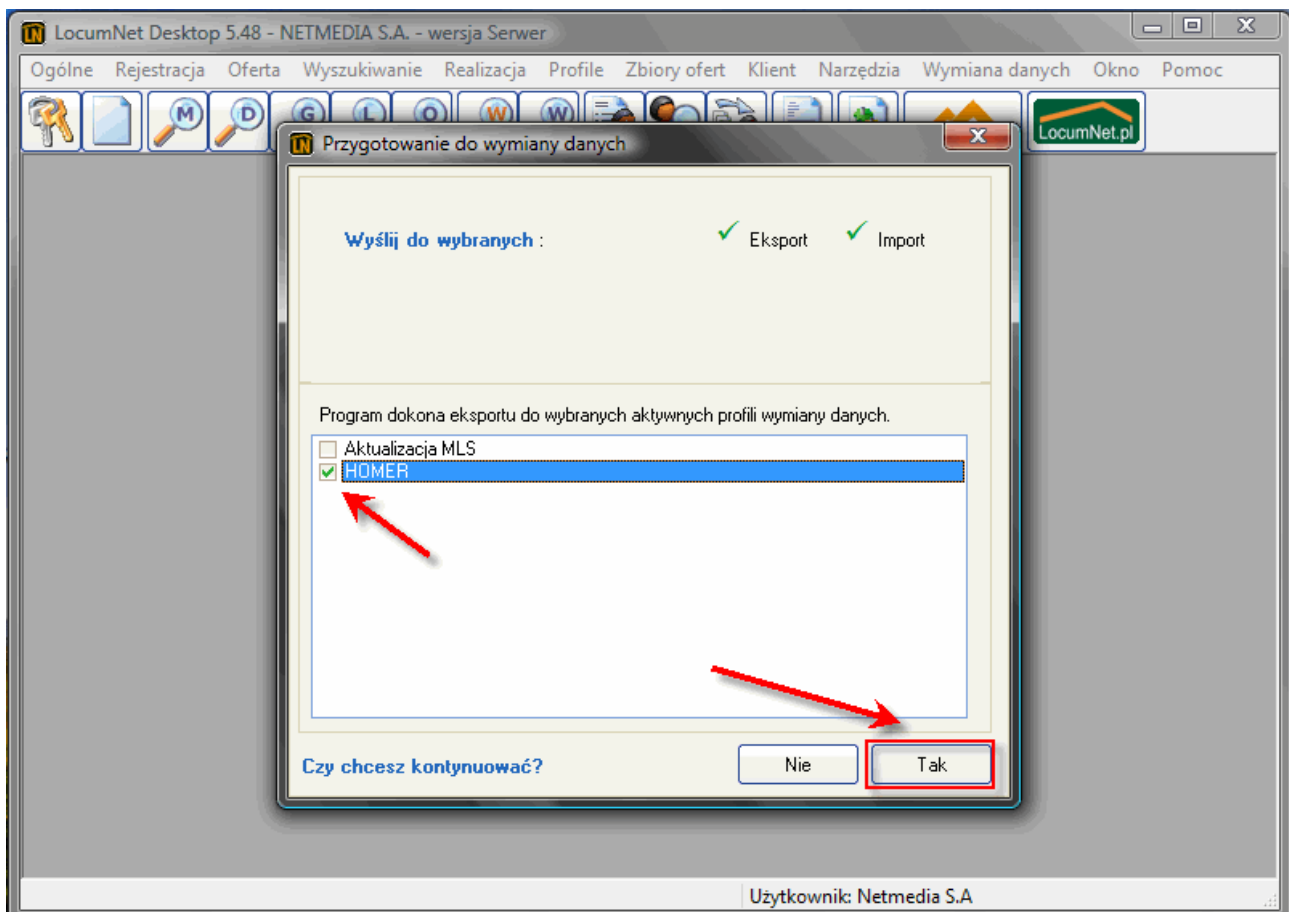 LocumNet Desktop 5.48 - NETMEDIA S.A. - wersja Serwer
Ogólne Rejestracja Oferta Wyszukiwanie Realizacja Profile Zbiory ofert Klient Narzędzia Wymiana danych Okno Pomoc
M D G L O W W LocumNet.pl
LN Przygotowanie do wymiany danych
Wyślij do wybranych : Eksport Import
Program dokona eksportu do wybranych aktywnych profili wymiany danych.
Aktualizacja MLS
HOMER
Czy chcesz kontynuować? Nie Tak
Użytkownik: Netmedia S.A